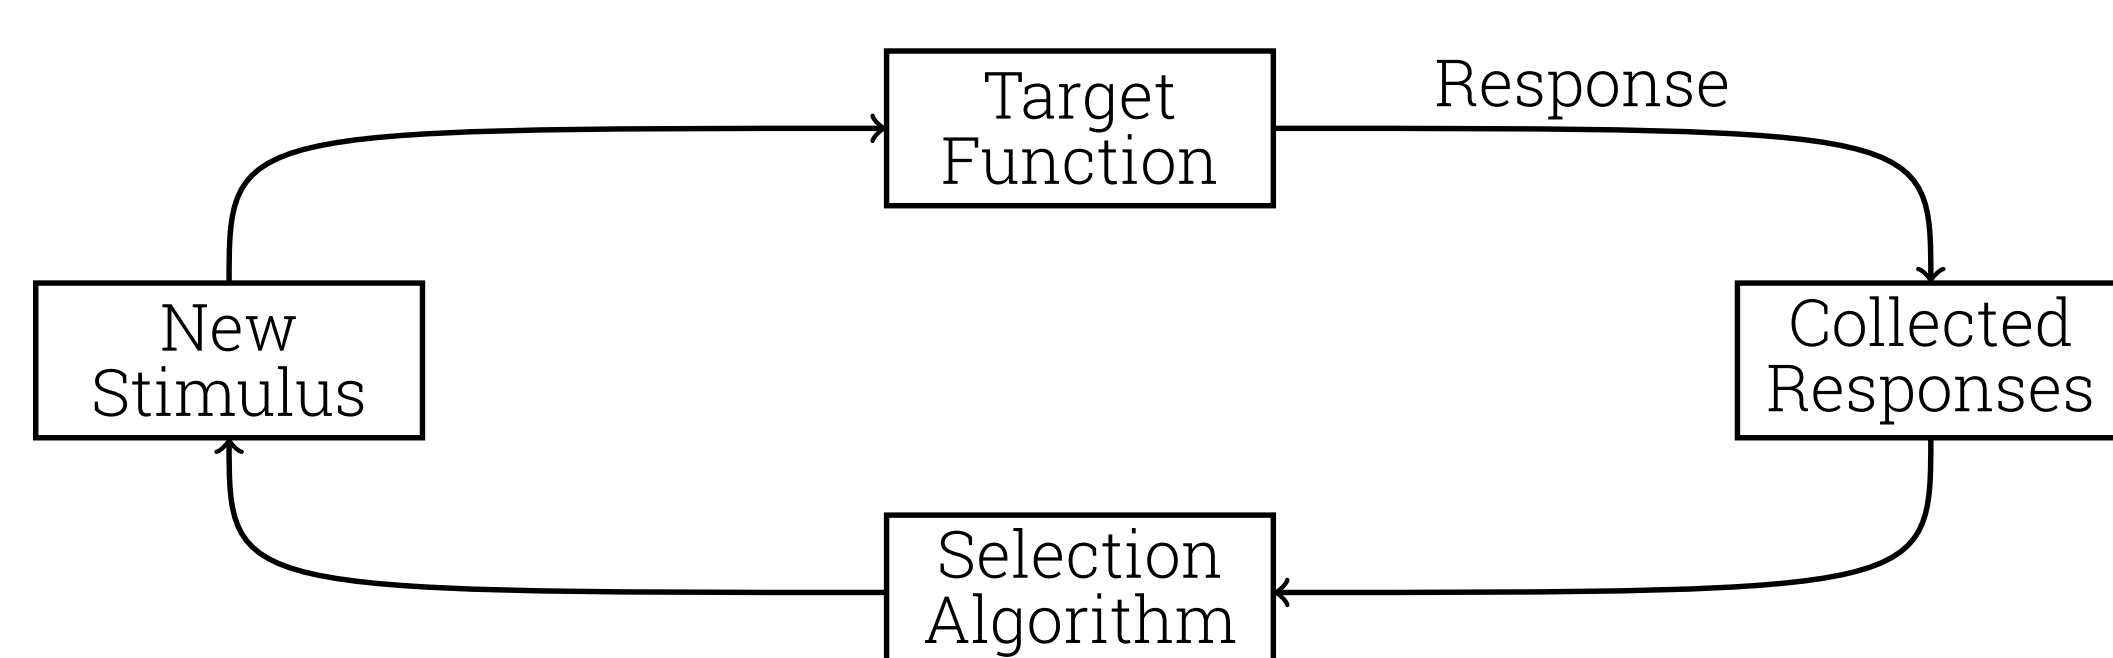 Target
Function
Response
New
Stimulus
Collected
Responses
Selection
Algorithm